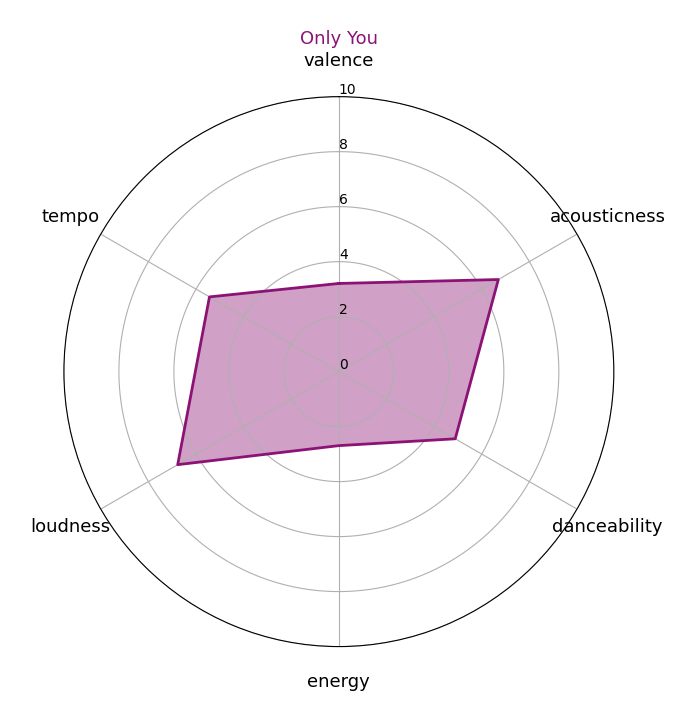 Only You
valence
10
8
tempo
acousticness
6
4
2
0
loudness
danceability
energy